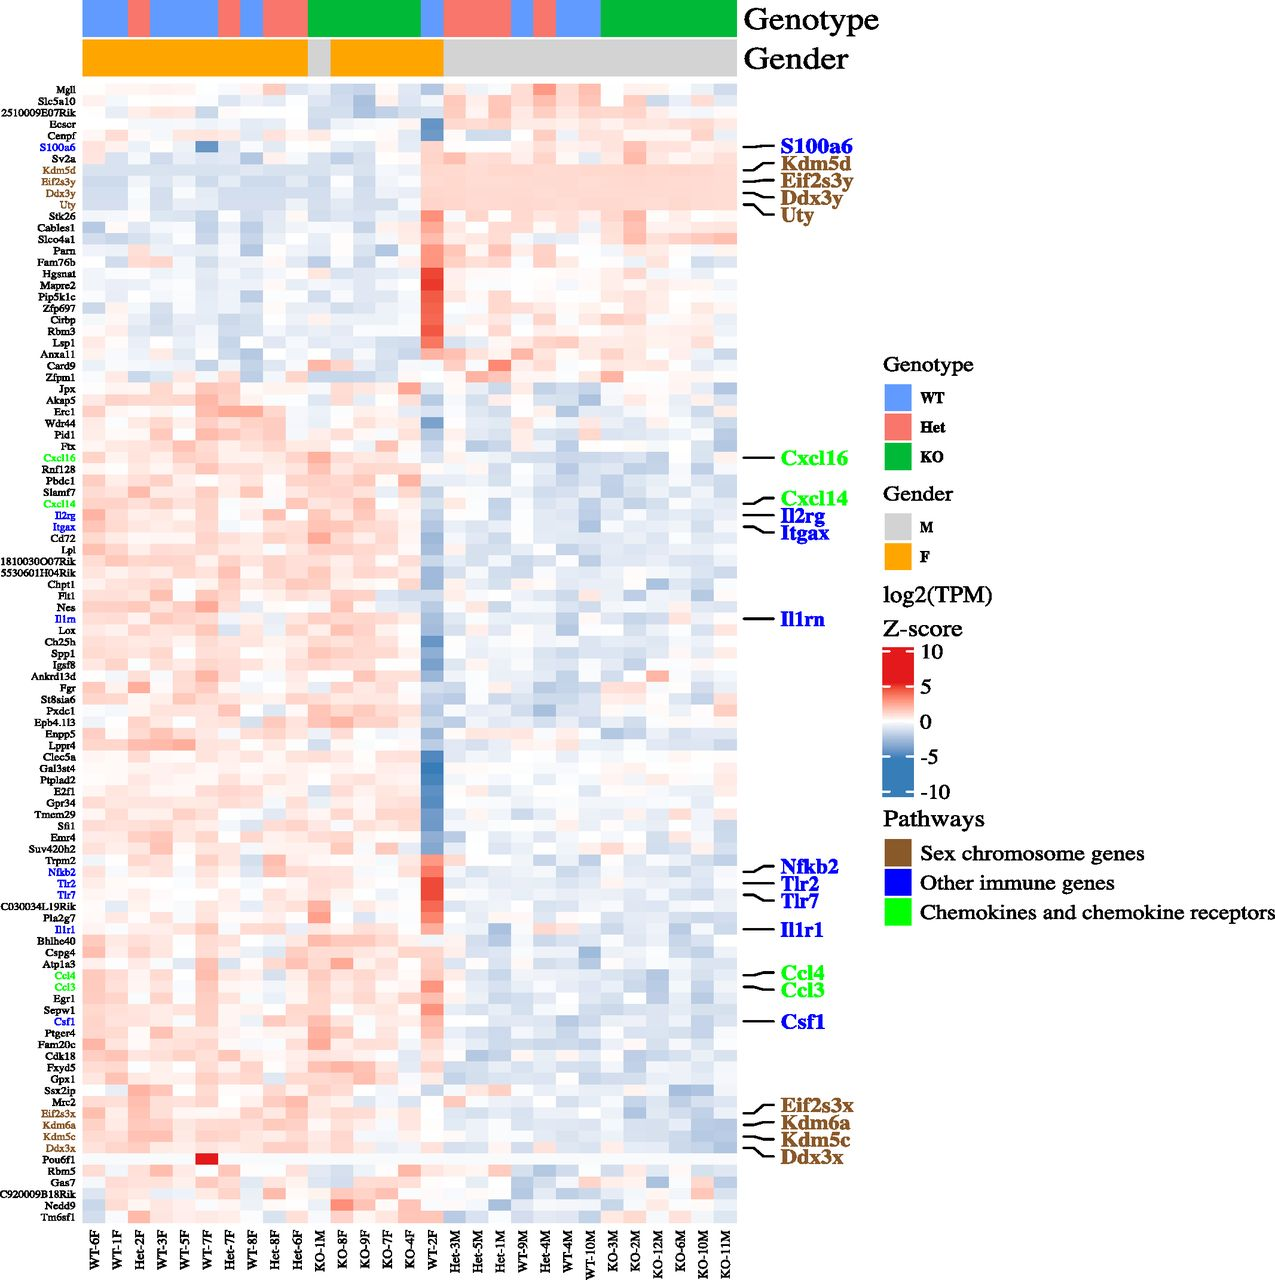 Genotype
Gender
Mgll
Slc5a10
2510009E07Rik
Ecscr
Cenpf
S100a6
Sv2a
Kdm5d
Eif2s3y
Ddx3y
Uty
Stk26
Cables1
Slco4a1
Parn
Fam76b
Hgsnat
Mapre2
Pip5k1c
Zfp697
Cirbp
Rbm3
Lsp1
Anxa11
Card9
Zfpm1
Jpx
Akap5
Erc1
Wdr44
Pid1
Ftx
Cxcl16
Rnf128
Pbdc1
Slamf7
Cxcl14
Il2rg
Itgax
Cd72
Lpl
1810030O07Rik
5530601H04Rik
Chpt1
Flt1
Nes
Il1rn
Lox
Ch25h
Spp1
Igsf8
Ankrd13d
Fgr
St8sia6
Pxdc1
Epb4.1l3
Enpp5
Lppr4
Clec5a
Gal3st4
Ptplad2
E2f1
Gpr34
Tmem29
Sfi1
Emr4
Suv420h2
Trpm2
Nfkb2
Tlr2
Tlr7
C030034L19Rik
Pla2g7
Il1r1
Bhlhe40
Cspg4
Atp1a3
Ccl4
Ccl3
Egr1
Sepw1
Csf1
Ptger4
Fam20c
Cdk18
Fxyd5
Gpx1
Ssx2ip
Mrc2
Eif2s3x
Kdm6a
Kdm5c
Ddx3x
Pou6f1
Rbm5
Gas7
C920009B18Rik
Nedd9
Tm6sf1
S100a6
Kdm5d
Eif2s3y
Ddx3y
Uty
Cxcl16
Cxcl14
Il2rg
Itgax
Il1rn
Nfkb2
Tlr2
Tlr7
Il1r1
Ccl4
Ccl3
Csf1
Eif2s3x
Kdm6a
Kdm5c
Ddx3x
WT-6F
WT-1F
Het-2F
WT-3F
WT-5F
WT-7F
Het-7F
WT-8F
Het-8F
Het-6F
KO-1M
KO-8F
KO-9F
KO-7F
KO-4F
WT-2F
Het-3M
Het-5M
Het-1M
WT-9M
Het-4M
WT-4M
WT-10M
KO-3M
KO-2M
KO-12M
KO-6M
KO-10M
KO-11M
Genotype
WT
Het
KO
Gender
M
F
log2(TPM)
Z-score
10
5
0
-5
-10
Pathways
Sex chromosome genes
Other immune genes
Chemokines and chemokine receptors